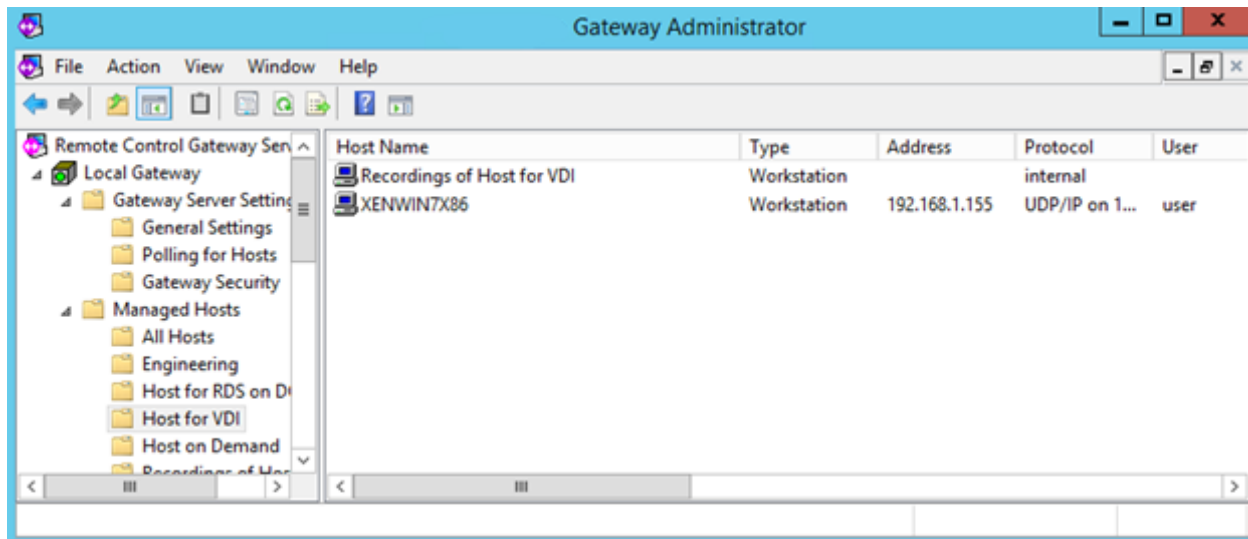 Gateway Administrator
File Action View Window Help
Remote Control Gateway Serv
Local Gateway
Gateway Server Setting
General Settings
Polling for Hosts
Gateway Security
Managed Hosts
All Hosts
Engineering
Host for RDS on D
Host for VDI
Host on Demand
Recordings of Hos
Host Name Type Address Protocol User
Recordings of Host for VDI Workstation internal
XENWIN7X86 Workstation 192.168.1.155 UDP/IP on 1... user